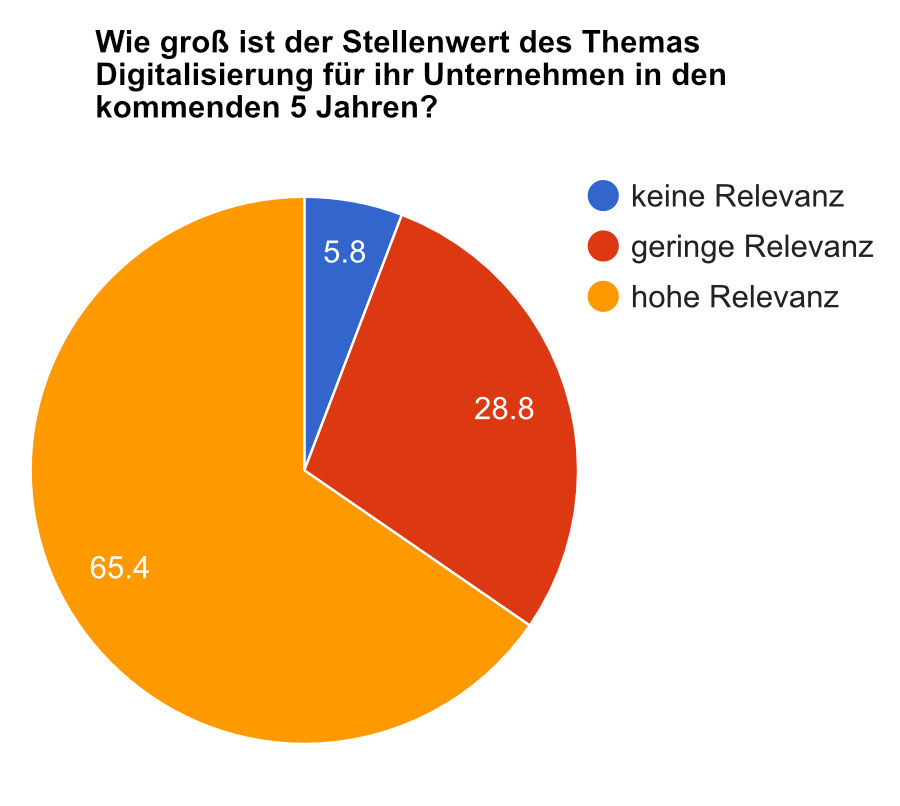 Wie groß ist der Stellenwert des Themas
Digitalisierung für ihr Unternehmen in den
kommenden 5 Jahren?
keine Relevanz
geringe Relevanz
hohe Relevanz
5.8
28.8
65.4